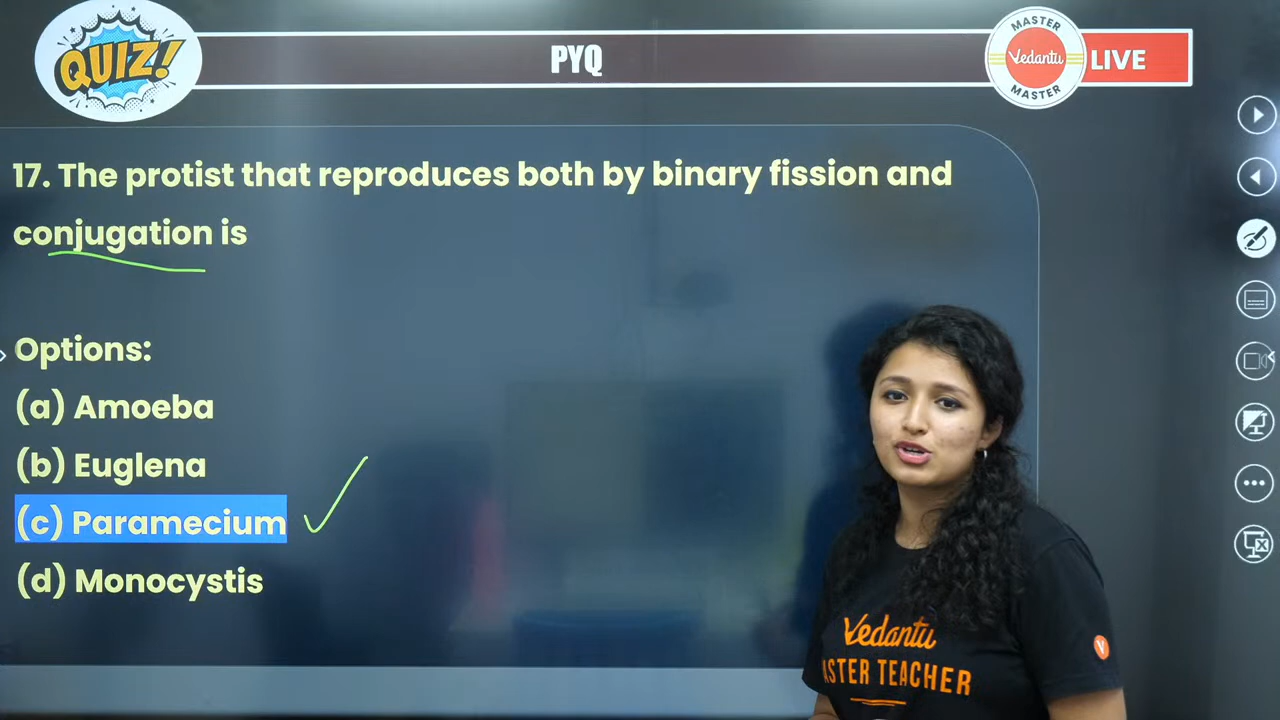 QUIZ!
PYQ
MASTER
Vedantu
MASTER
LIVE
17. The protist that reproduces both by binary fission and
conjugation is
Options:
(a) Amoeba
(b) Euglena
(c) Paramecium
(d) Monocystis
Vedantu
ASTER TEACHER
V